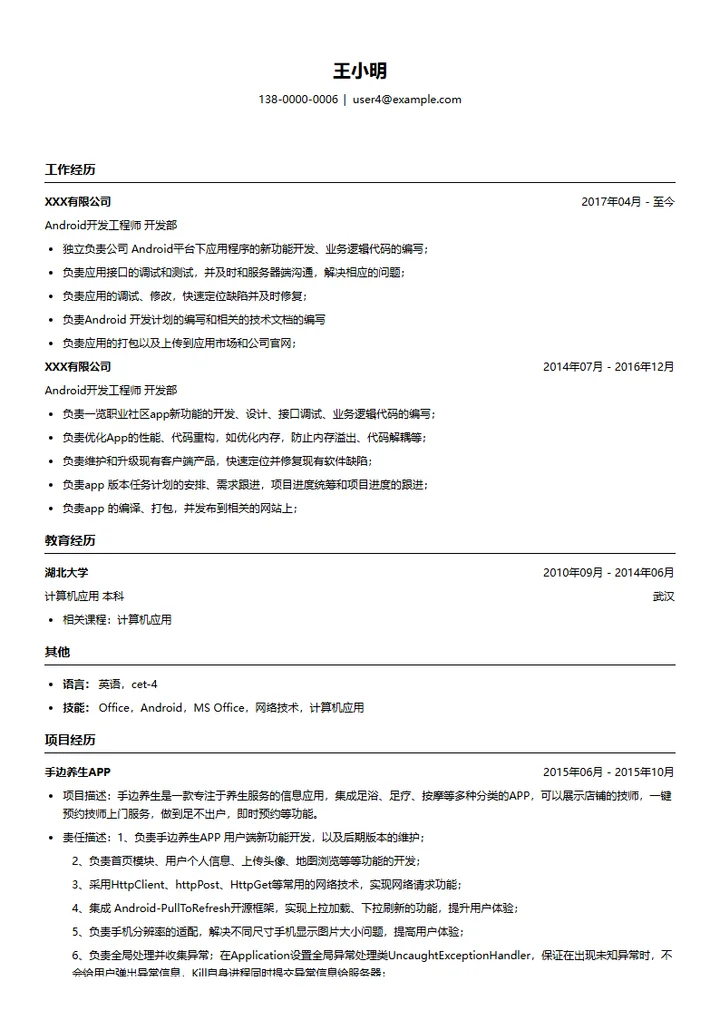 王小明
138-0000-0006 | user4@example.com
工作经历
XXX有限公司 2017年04月 - 至今
Android开发工程师 开发部
• 独立负责公司 Android平台下应用程序的新功能开发、业务逻辑代码的编写；
• 负责应用接口的调试和测试，并及时和服务器端沟通，解决相应的问题；
• 负责应用的调试、修改，快速定位缺陷并及时修复；
• 负责Android 开发计划的编写和相关的技术文档的编写
• 负责应用的打包以及上传到应用市场和公司官网；
XXX有限公司 2014年07月 - 2016年12月
Android开发工程师 开发部
• 负责一览职业社区app新功能的开发、设计、接口调试、业务逻辑代码的编写；
• 负责优化App的性能、代码重构，如优化内存，防止内存溢出、代码解耦等；
• 负责维护和升级现有客户端产品，快速定位并修复现有软件缺陷；
• 负责app 版本任务计划的安排、需求跟进，项目进度统筹和项目进度的跟进；
• 负责app 的编译、打包，并发布到相关的网站上；
教育经历
湖北大学 2010年09月 - 2014年06月
计算机应用 本科 武汉
• 相关课程：计算机应用
其他
• 语言： 英语，cet-4
• 技能： Office，Android，MS Office，网络技术，计算机应用
项目经历
手边养生APP 2015年06月 - 2015年10月
• 项目描述：手边养生是一款专注于养生服务的信息应用，集成足浴、足疗、按摩等多种分类的APP，可以展示店铺的技师，一键
预约技师上门服务，做到足不出户，即时预约等功能。
• 责任描述：1、负责手边养生APP 用户端新功能开发，以及后期版本的维护；
2、负责首页模块、用户个人信息、上传头像、地图浏览等等功能的开发；
3、采用HttpClient、httpPost、HttpGet等常用的网络技术，实现网络请求功能；
4、集成 Android-PullToRefresh开源框架，实现上拉加载、下拉刷新的功能，提升用户体验；
5、负责手机分辨率的适配，解决不同尺寸手机显示图片大小问题，提高用户体验；
6、负责全局处理并收集异常；在Application设置全局异常处理类UncaughtExceptionHandler，保证在出现未知异常时，不
会给用户弹出异常信息，Kill自身进程同时提交异常信息给服务器；